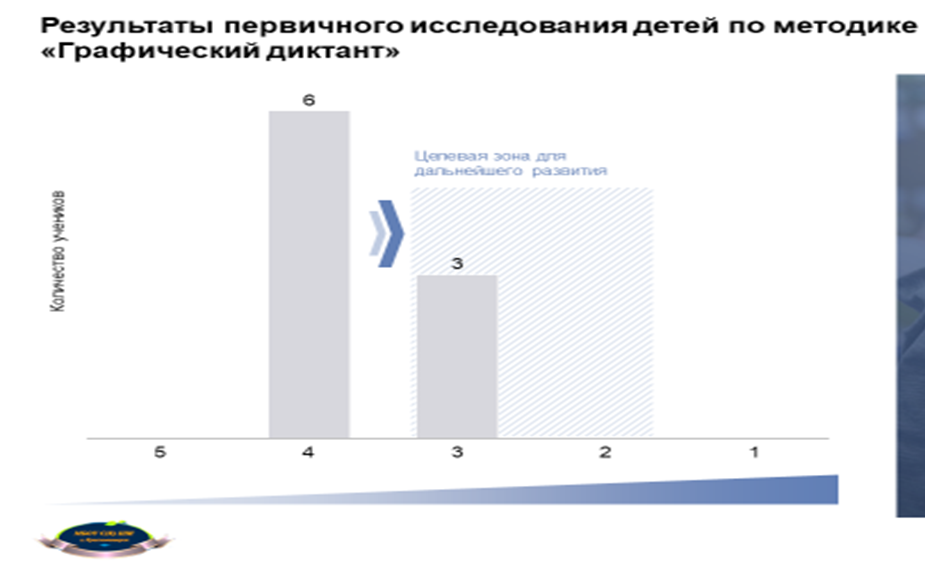 Результаты первичного исследования детей по методике
«Графический диктант»
6
Целевая зона для
дальнейшего развития
3
Количество учеников
5 4 3 2 1